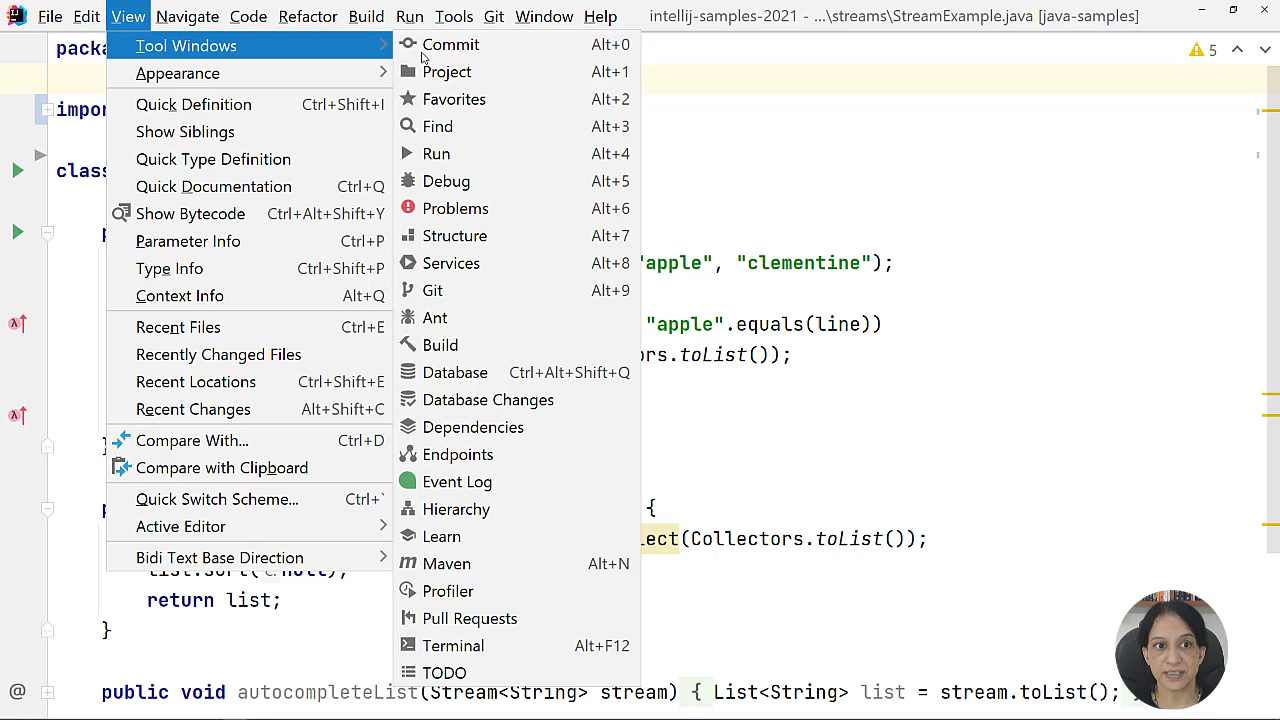 File Edit View Navigate Code Refactor Build Run Tools Git Window Help intellij-samples-2021 - ...\streams\StreamExample.java [java-samples]
Tool Windows
Appearance
Quick Definition Ctrl+Shift+I
Show Siblings
Quick Type Definition
Quick Documentation Ctrl+Q
Show Bytecode Ctrl+Alt+Shift+Y
Parameter Info Ctrl+P
Type Info Ctrl+Shift+P
Context Info Alt+Q
Recent Files Ctrl+E
Recently Changed Files
Recent Locations Ctrl+Shift+E
Recent Changes Alt+Shift+C
Compare With... Ctrl+D
Compare with Clipboard
Quick Switch Scheme... Ctrl+`
Active Editor
Bidi Text Base Direction
Commit Alt+0
Project Alt+1
Favorites Alt+2
Find Alt+3
Run Alt+4
Debug Alt+5
Problems Alt+6
Structure Alt+7
Services Alt+8
Git Alt+9
Ant
Build
Database Ctrl+Alt+Shift+Q
Database Changes
Dependencies
Endpoints
Event Log
Hierarchy
Learn
Maven Alt+N
Profiler
Pull Requests
Terminal Alt+F12
TODO
5
class
"apple", "clementine");
"apple".equals(line))
.toList());
{
(Collectors.toList());
return list;
}
@ public void autocompleteList(Stream<String> stream) { List<String> list = stream.toList();